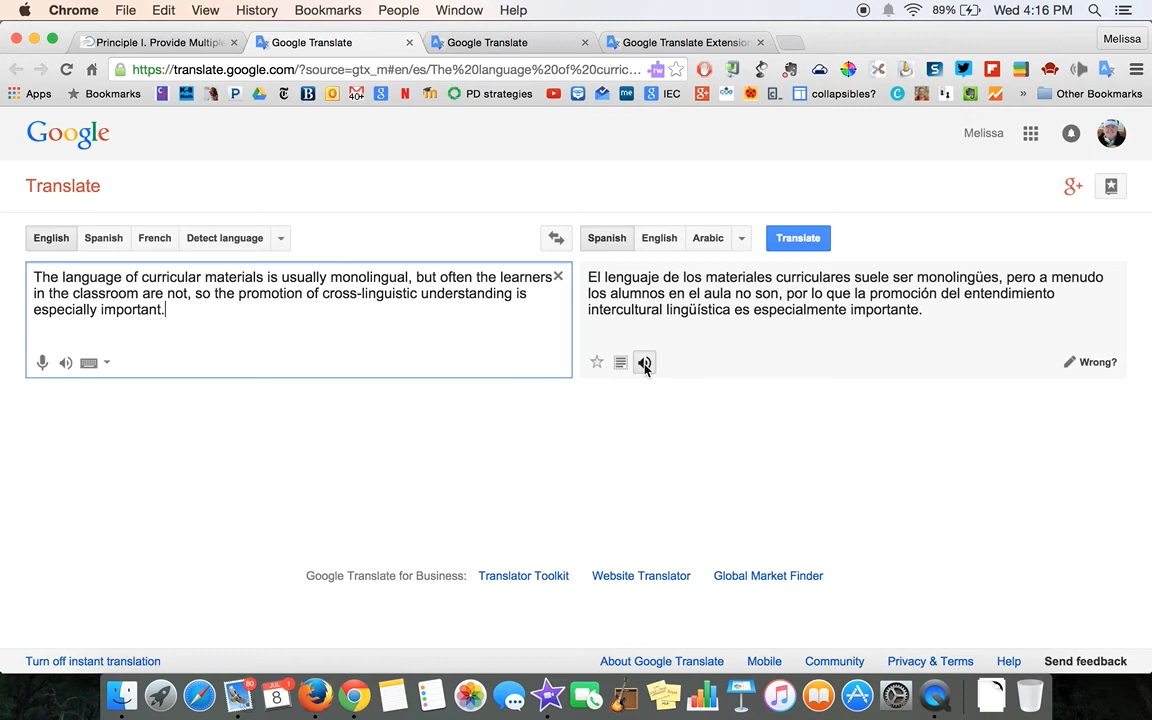 Chrome File Edit View History Bookmarks People Window Help 89% Wed 4:16 PM
Principle I. Provide Multiple Google Translate Google Translate Google Translate Extension Melissa
https://translate.google.com/?source=gtx_m#en/es/The%20language%20of%20curric...
Apps Bookmarks 40+ PD strategies IEC collapsibles? » Other Bookmarks
Google Melissa
Translate
English Spanish French Detect language Spanish English Arabic Translate
The language of curricular materials is usually monolingual, but often the learners
in the classroom are not, so the promotion of cross-linguistic understanding is
especially important.
El lenguaje de los materiales curriculares suele ser monolingües, pero a menudo
los alumnos en el aula no son, por lo que la promoción del entendimiento
intercultural lingüística es especialmente importante.
Wrong?
Google Translate for Business: Translator Toolkit Website Translator Global Market Finder
Turn off instant translation About Google Translate Mobile Community Privacy & Terms Help Send feedback
80 8 1